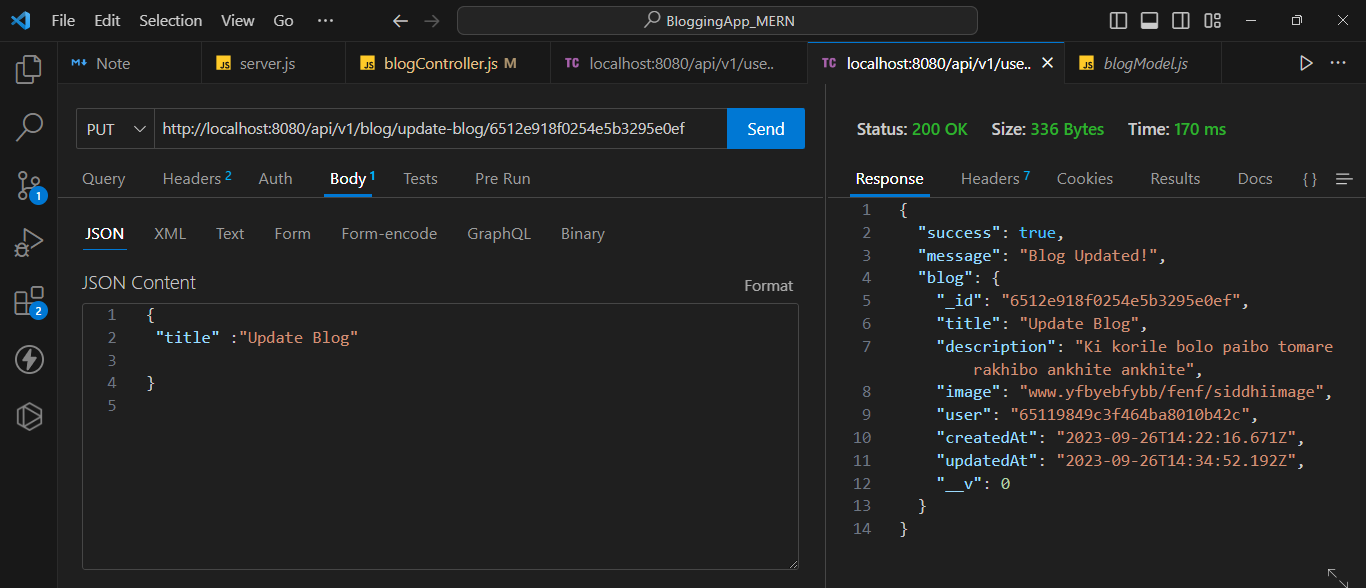 File Edit Selection View Go ··· BloggingApp_MERN
Note server.js blogController.js M localhost:8080/api/v1/use.. localhost:8080/api/v1/use.. blogModel.js
PUT http://localhost:8080/api/v1/blog/update-blog/6512e918f0254e5b3295e0ef Send
Query Headers 2 Auth Body 1 Tests Pre Run
JSON XML Text Form Form-encode GraphQL Binary
JSON Content Format
1 {
2 "title" :"Update Blog"
3
4 }
5
Status: 200 OK Size: 336 Bytes Time: 170 ms
Response Headers 7 Cookies Results Docs { }
1 {
2 "success": true,
3 "message": "Blog Updated!",
4 "blog": {
5 "_id": "6512e918f0254e5b3295e0ef",
6 "title": "Update Blog",
7 "description": "Ki korile bolo paibo tomare
rakhibo ankhite ankhite",
8 "image": "www.yfbyebfybb/fenf/siddhiimage",
9 "user": "65119849c3f464ba8010b42c",
10 "createdAt": "2023-09-26T14:22:16.671Z",
11 "updatedAt": "2023-09-26T14:34:52.192Z",
12 "__v": 0
13 }
14 }
1
2
JS
JS
TC
TC
JS